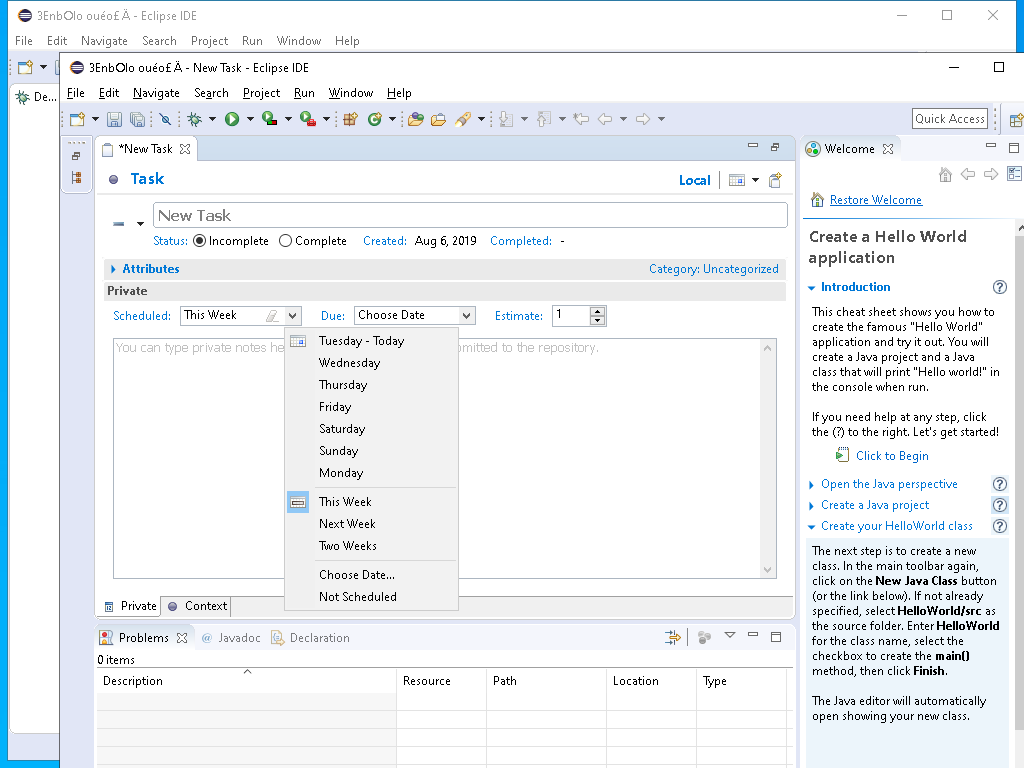 3EnbOlo ouéo£ Ä - Eclipse IDE
File Edit Navigate Search Project Run Window Help
3EnbOlo ouéo£ Ä - New Task - Eclipse IDE
File Edit Navigate Search Project Run Window Help
De...
Quick Access
*New Task
Task
Local
New Task
Status: Incomplete Complete Created: Aug 6, 2019 Completed: -
Attributes
Category: Uncategorized
Private
Scheduled: This Week Due: Choose Date Estimate: 1
You can type private notes he
mitted to the repository.
Tuesday - Today
Wednesday
Thursday
Friday
Saturday
Sunday
Monday
This Week
Next Week
Two Weeks
Choose Date...
Not Scheduled
Private Context
Problems Javadoc Declaration
0 items
Description Resource Path Location Type
Welcome
Restore Welcome
Create a Hello World
application
Introduction
This cheat sheet shows you how to
create the famous "Hello World"
application and try it out. You will
create a Java project and a Java
class that will print "Hello world!" in
the console when run.
If you need help at any step, click
the (?) to the right. Let's get started!
Click to Begin
Open the Java perspective
Create a Java project
Create your HelloWorld class
The next step is to create a new
class. In the main toolbar again,
click on the New Java Class button
(or the link below). If not already
specified, select HelloWorld/src as
the source folder. Enter HelloWorld
for the class name, select the
checkbox to create the main()
method, then click Finish.
The Java editor will automatically
open showing your new class.